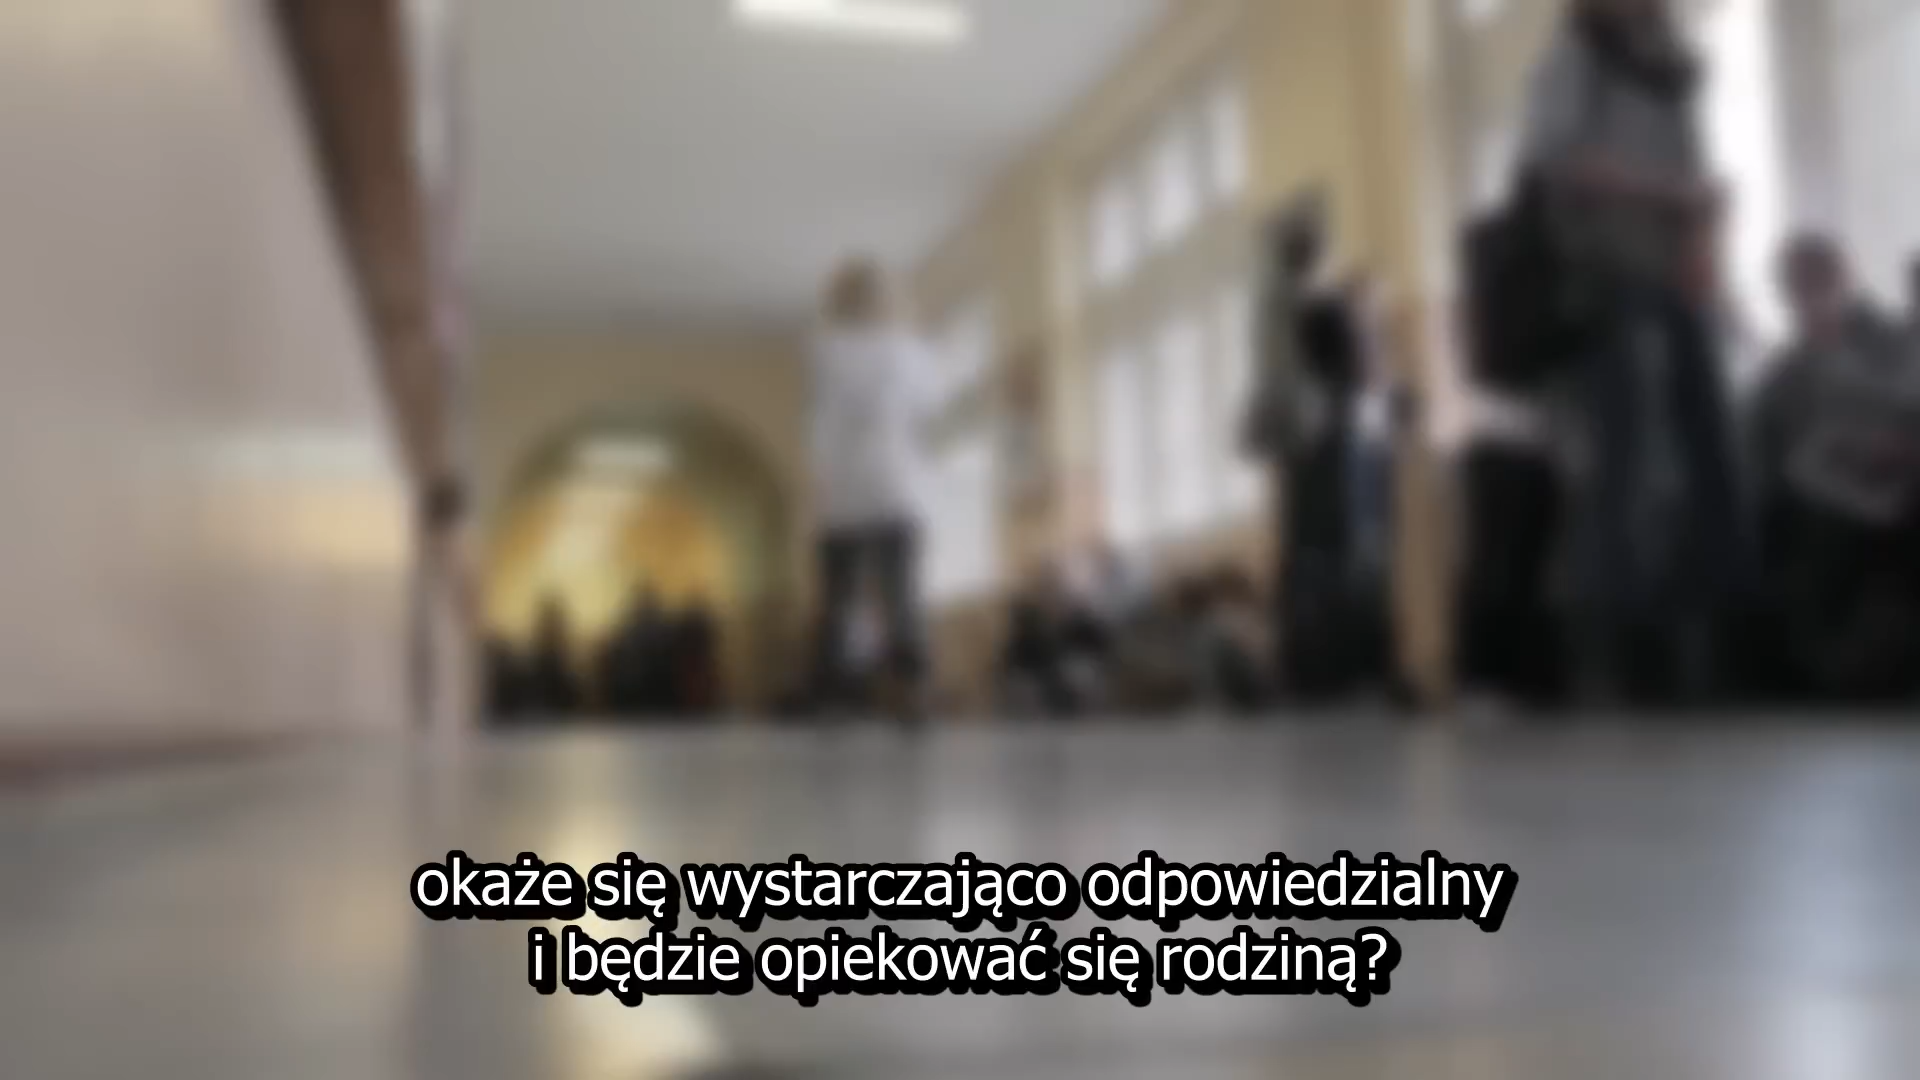 okaże się wystarczająco odpowiedzialny
i będzie opiekować się rodziną?